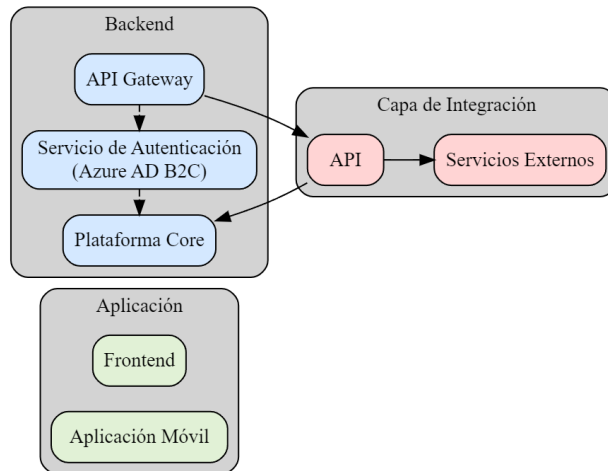 Backend
API Gateway
Servicio de Autenticación
(Azure AD B2C)
Plataforma Core
Capa de Integración
API
Servicios Externos
Aplicación
Frontend
Aplicación Móvil